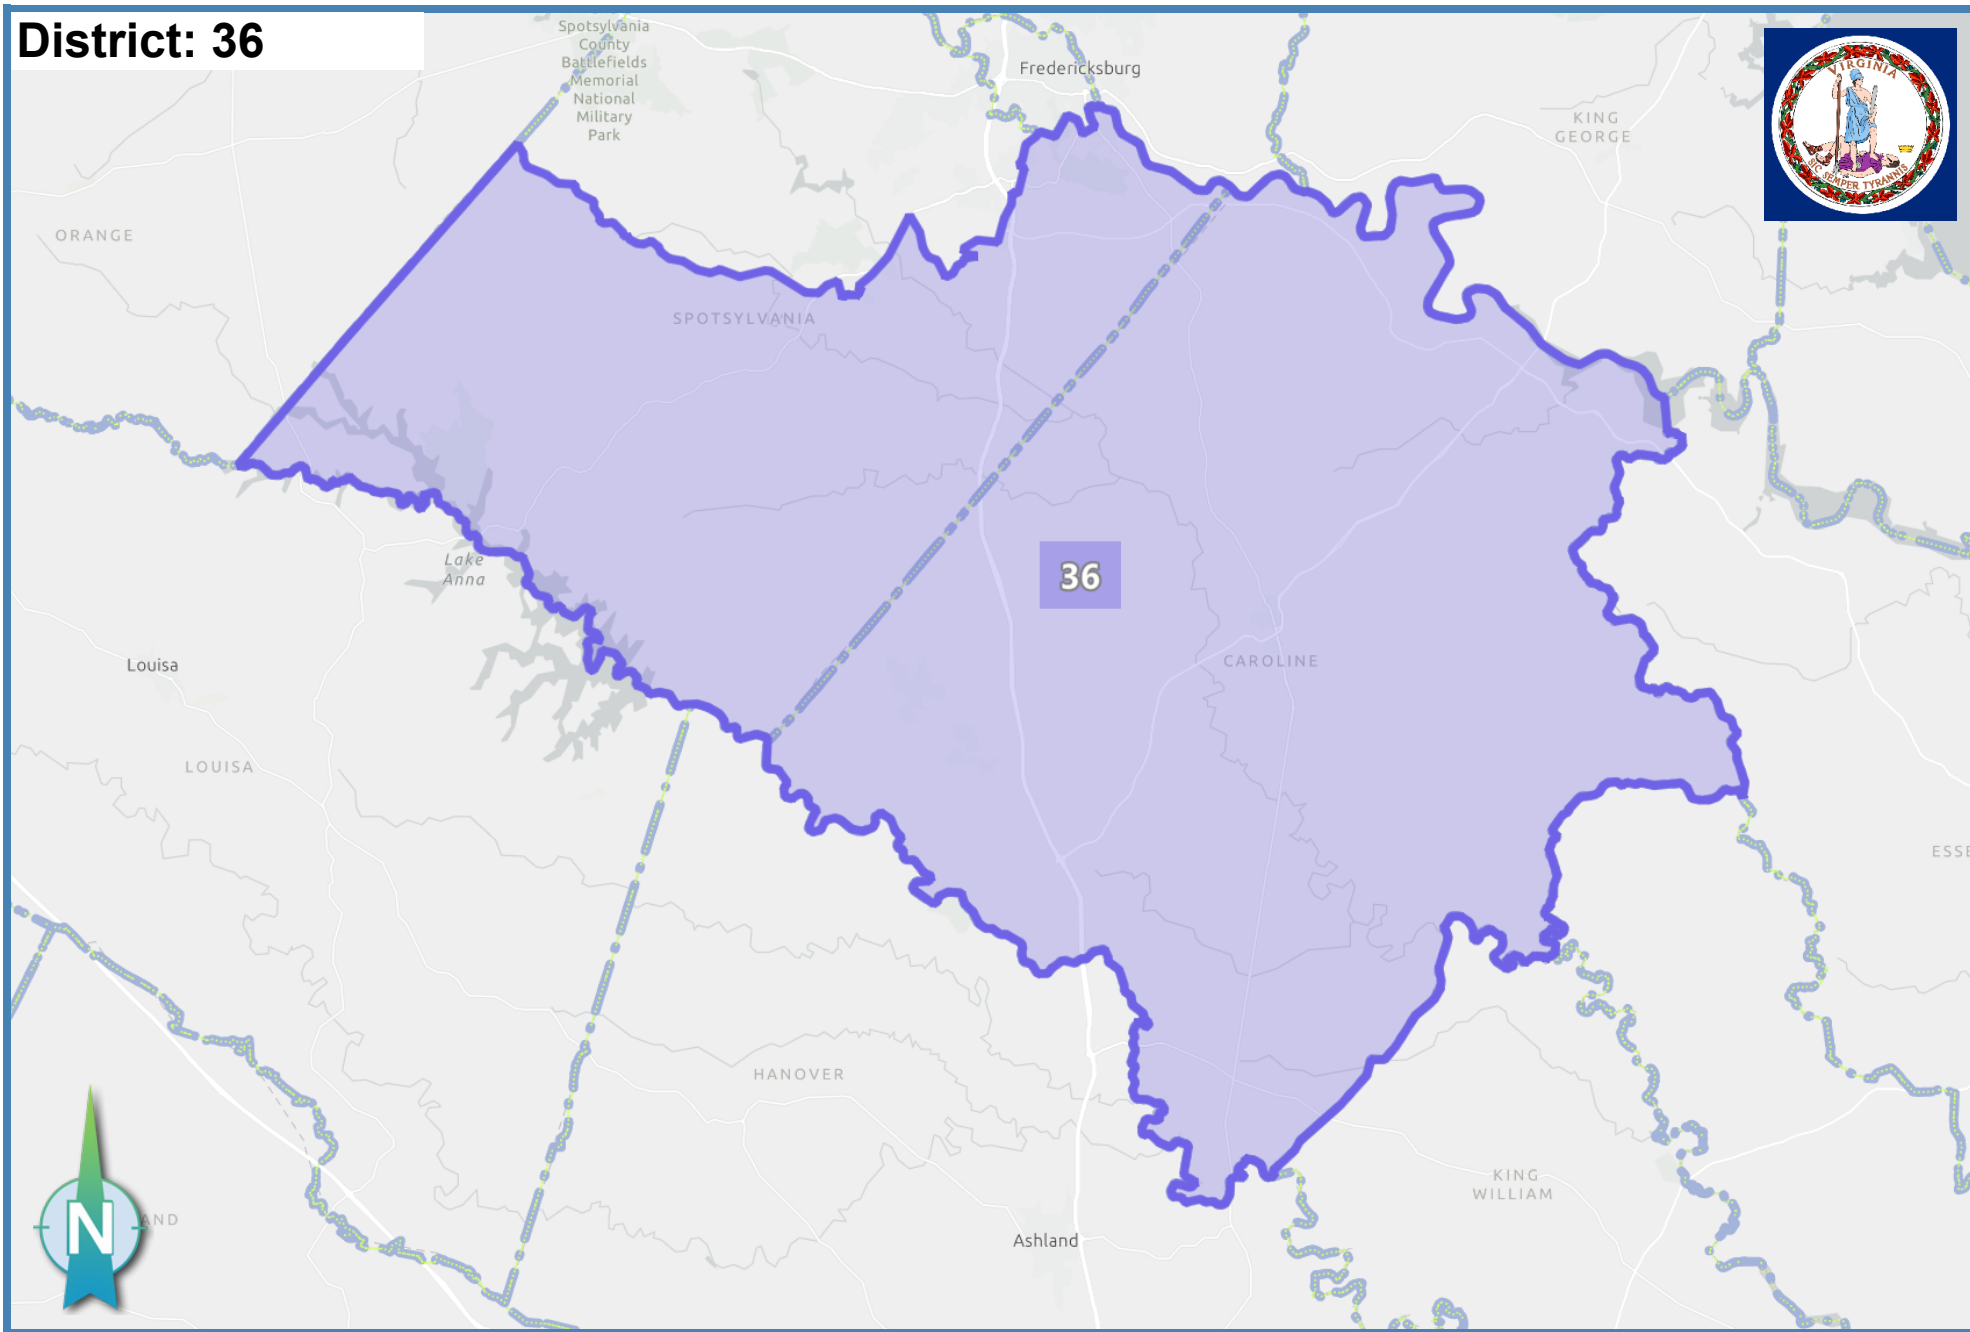 District: 36
Spotsylvania
County
Battlefields
Memorial
National
Military
Park
Fredericksburg
KING
GEORGE
VIRGINIA
SIC SEMPER TYRANNIS
ORANGE
SPOTSYLVANIA
Lake
Anna
36
CAROLINE
Louisa
LOUISA
ESSE
HANOVER
KING
WILLIAM
AND
N
Ashland